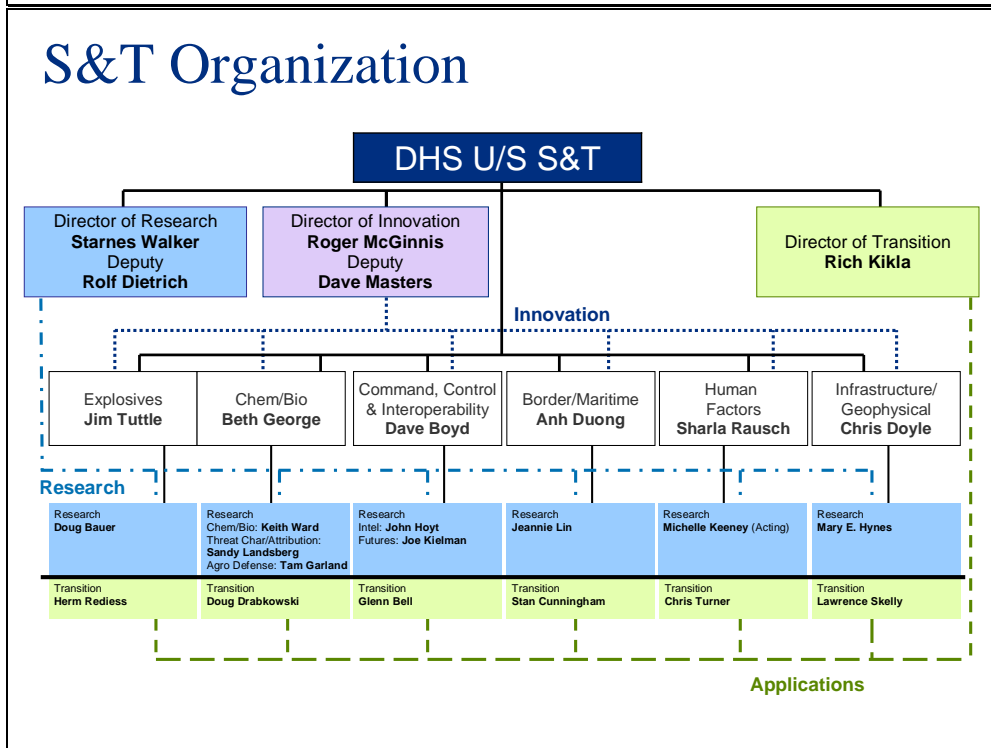 S&T Organization
DHS U/S S&T
Director of Research
Starnes Walker
Deputy
Rolf Dietrich
Director of Innovation
Roger McGinnis
Deputy
Dave Masters
Director of Transition
Rich Kikla
Innovation
Explosives
Jim Tuttle
Chem/Bio
Beth George
Command, Control
& Interoperability
Dave Boyd
Border/Maritime
Anh Duong
Human
Factors
Sharla Rausch
Infrastructure/
Geophysical
Chris Doyle
Research
Research
Doug Bauer
Research
Chem/Bio: Keith Ward
Threat Char/Attribution:
Sandy Landsberg
Agro Defense: Tam Garland
Research
Intel: John Hoyt
Futures: Joe Kielman
Research
Jeannie Lin
Research
Michelle Keeney (Acting)
Research
Mary E. Hynes
Transition
Herm Rediess
Transition
Doug Drabkowski
Transition
Glenn Bell
Transition
Stan Cunningham
Transition
Chris Turner
Transition
Lawrence Skelly
Applications